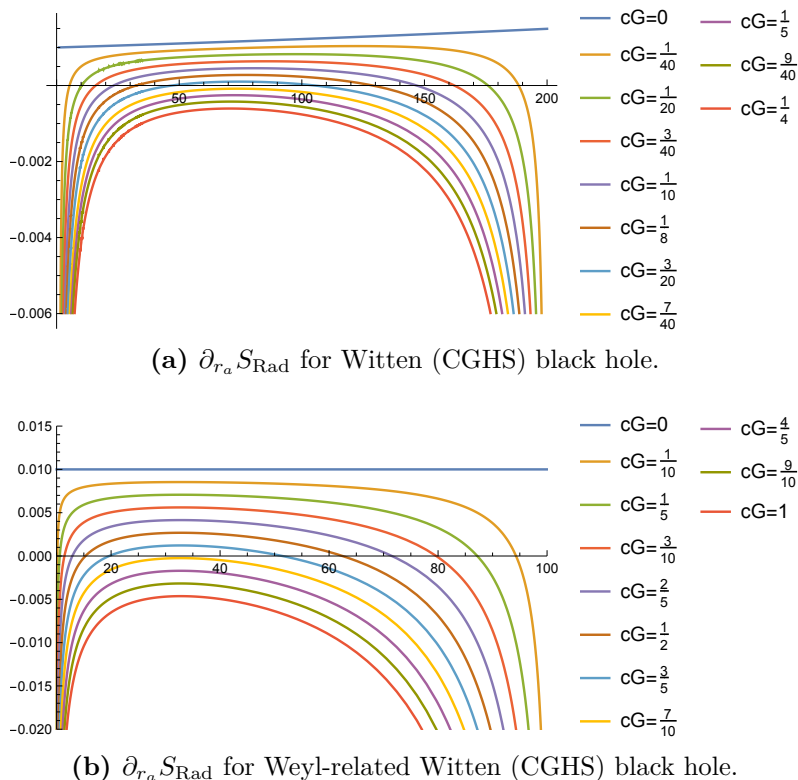 cG=0
cG=1/40
cG=1/20
cG=3/40
cG=1/10
cG=1/8
cG=3/20
cG=7/40
cG=1/5
cG=9/40
cG=1/4
50
100
150
200
−0.002
−0.004
−0.006
(a) ∂_{r_a} S_Rad for Witten (CGHS) black hole.
0.015
0.010
0.005
0.000
−0.005
−0.010
−0.015
−0.020
20
40
60
80
100
cG=0
cG=1/10
cG=1/5
cG=3/10
cG=2/5
cG=1/2
cG=3/5
cG=7/10
cG=4/5
cG=9/10
cG=1
(b) ∂_{r_a} S_Rad for Weyl-related Witten (CGHS) black hole.